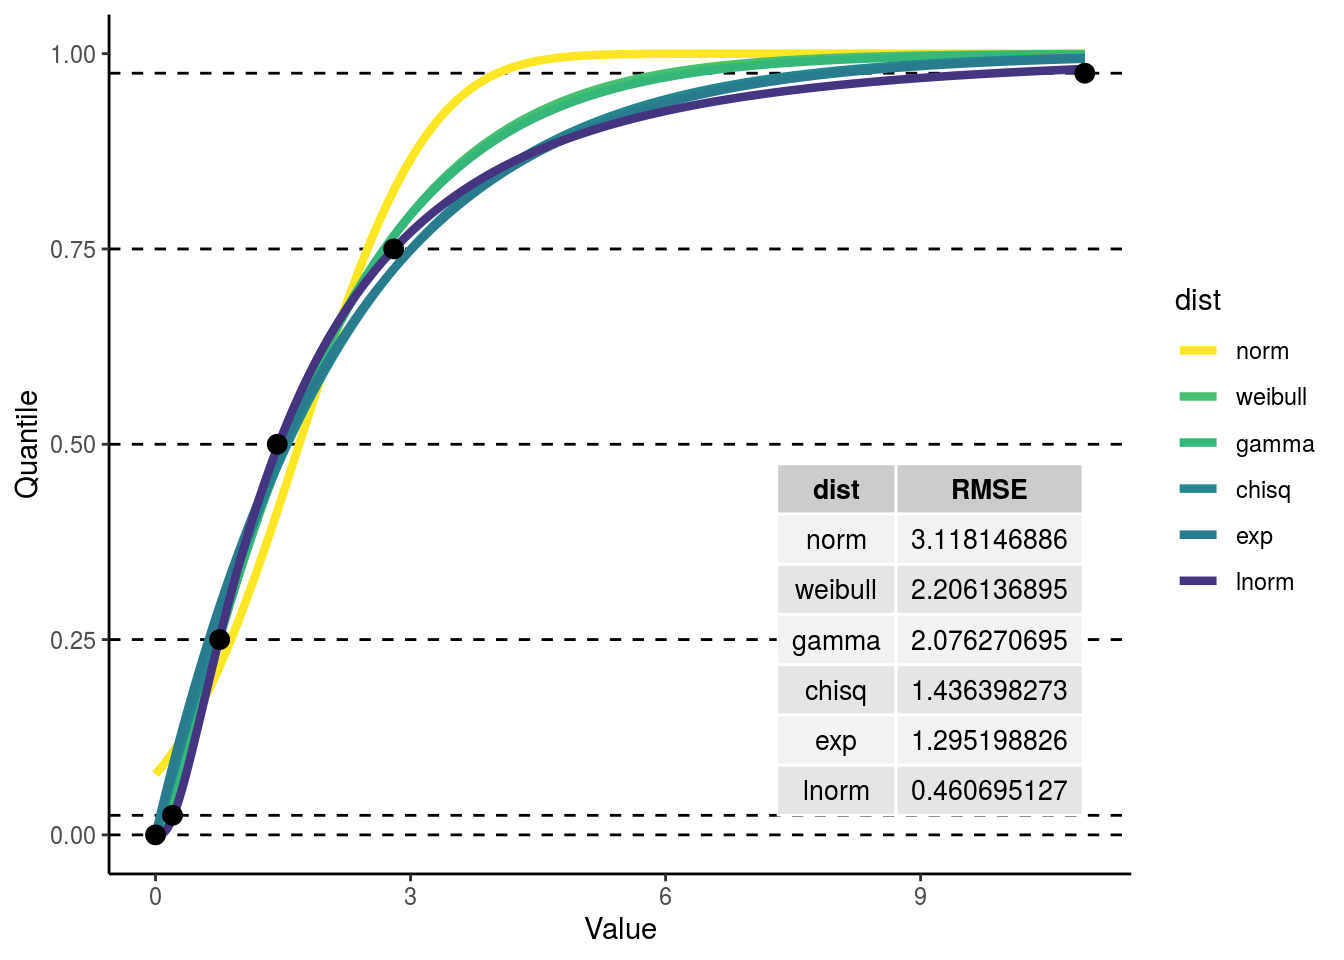 1.00
0.75
0.50
0.25
0.00
Quantile
0
3
6
9
Value
dist RMSE
norm 3.118146886
weibull 2.206136895
gamma 2.076270695
chisq 1.436398273
exp 1.295198826
lnorm 0.460695127
dist
norm
weibull
gamma
chisq
exp
lnorm